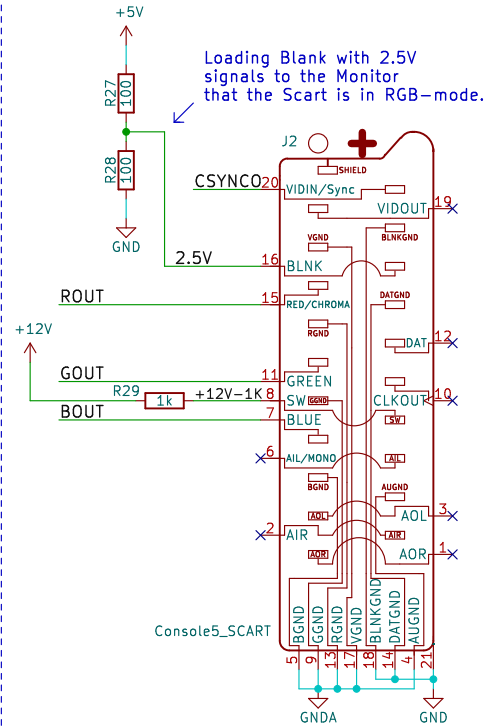 +5V
Loading Blank with 2.5V
signals to the Monitor
that the Scart is in RGB-mode.
R27
100
R28
100
GND
J2
SHIELD
CSYNCO
20
VIDIN/Sync
VIDOUT
19
VGND
BLNKGND
2.5V
16
BLNK
ROUT
15
RED/CHROMA
DATGND
RGND
+12V
DAT
12
GOUT
11
GREEN
R29
1k
+12V-1K
8
SW
GGND
CLKOUT
10
BOUT
7
BLUE
SW
6
AIL/MONO
AIL
BGND
AUGND
AOL
AOL
3
2
AIR
AIR
AOR
AOR
1
Console5_SCART
BGND
GGND
RGND
VGND
BLNKGND
DATGND
AUGND
5
9
13
17
18
14
4
21
GNDA
GND